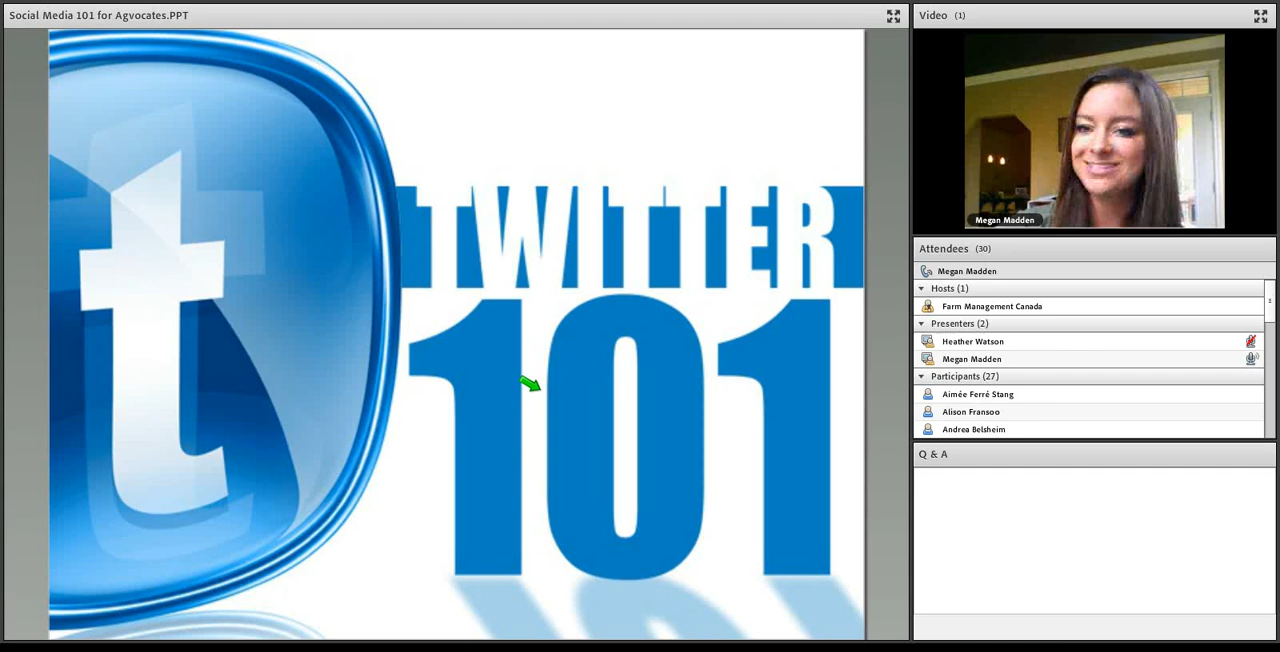 Social Media 101 for Agvocates.PPT
t
TWITTER
101
Video (1)
Megan Madden
Attendees (30)
Megan Madden
Hosts (1)
Farm Management Canada
Presenters (2)
Heather Watson
Megan Madden
Participants (27)
Aimée Ferré Stang
Alison Fransoo
Andrea Belsheim
Q & A